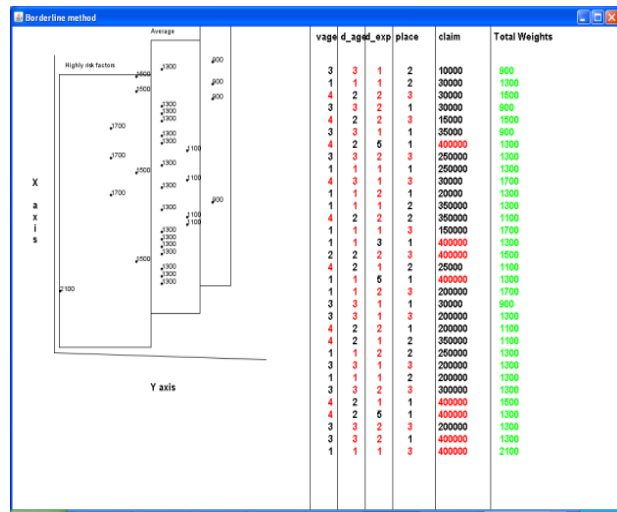 Borderline method
Average
Highly risk factors
900
1300
1600
900
1500
900
1300
1300
1300
1700
1300
1300
1100
1700
1300
1500
1100
1300
1700
900
1300
1100
1100
1300
1300
1300
1300
1500
1300
1300
1300
2100
X
a
x
i
s
Y axis
vage d_age d_exp place claim Total Weights
3 3 1 2 10000 900
1 1 1 2 30000 1300
4 2 2 3 30000 1500
3 3 2 1 30000 900
4 2 2 3 15000 1500
3 3 1 1 35000 900
4 2 5 1 400000 1300
3 3 2 3 250000 1300
1 1 1 1 250000 1300
4 3 1 3 30000 1700
1 1 2 1 20000 1300
1 1 1 2 350000 1300
4 2 2 2 350000 1100
1 1 1 3 150000 1700
1 1 3 1 400000 1300
2 2 2 3 400000 1500
4 2 1 2 25000 1100
1 1 5 1 400000 1300
1 1 2 3 200000 1700
3 3 1 1 30000 900
3 3 1 3 200000 1300
4 2 1 2 200000 1100
4 2 1 2 350000 1100
1 1 2 2 250000 1300
3 3 1 3 200000 1300
1 1 1 2 200000 1300
3 3 2 3 300000 1300
4 2 1 1 400000 1500
4 2 5 1 400000 1300
3 3 2 3 200000 1300
3 3 2 1 400000 1300
1 1 1 3 400000 2100